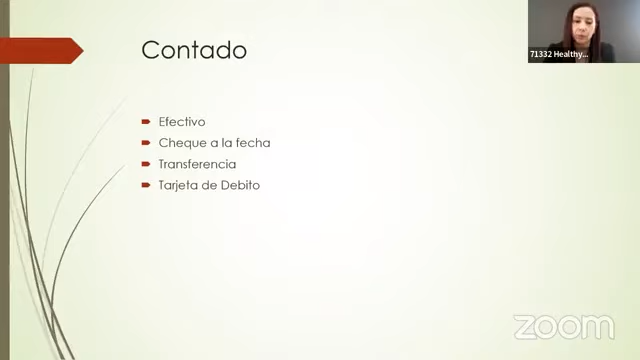 Contado
71332 Healthy...
Efectivo
Cheque a la fecha
Transferencia
Tarjeta de Debito
zoom